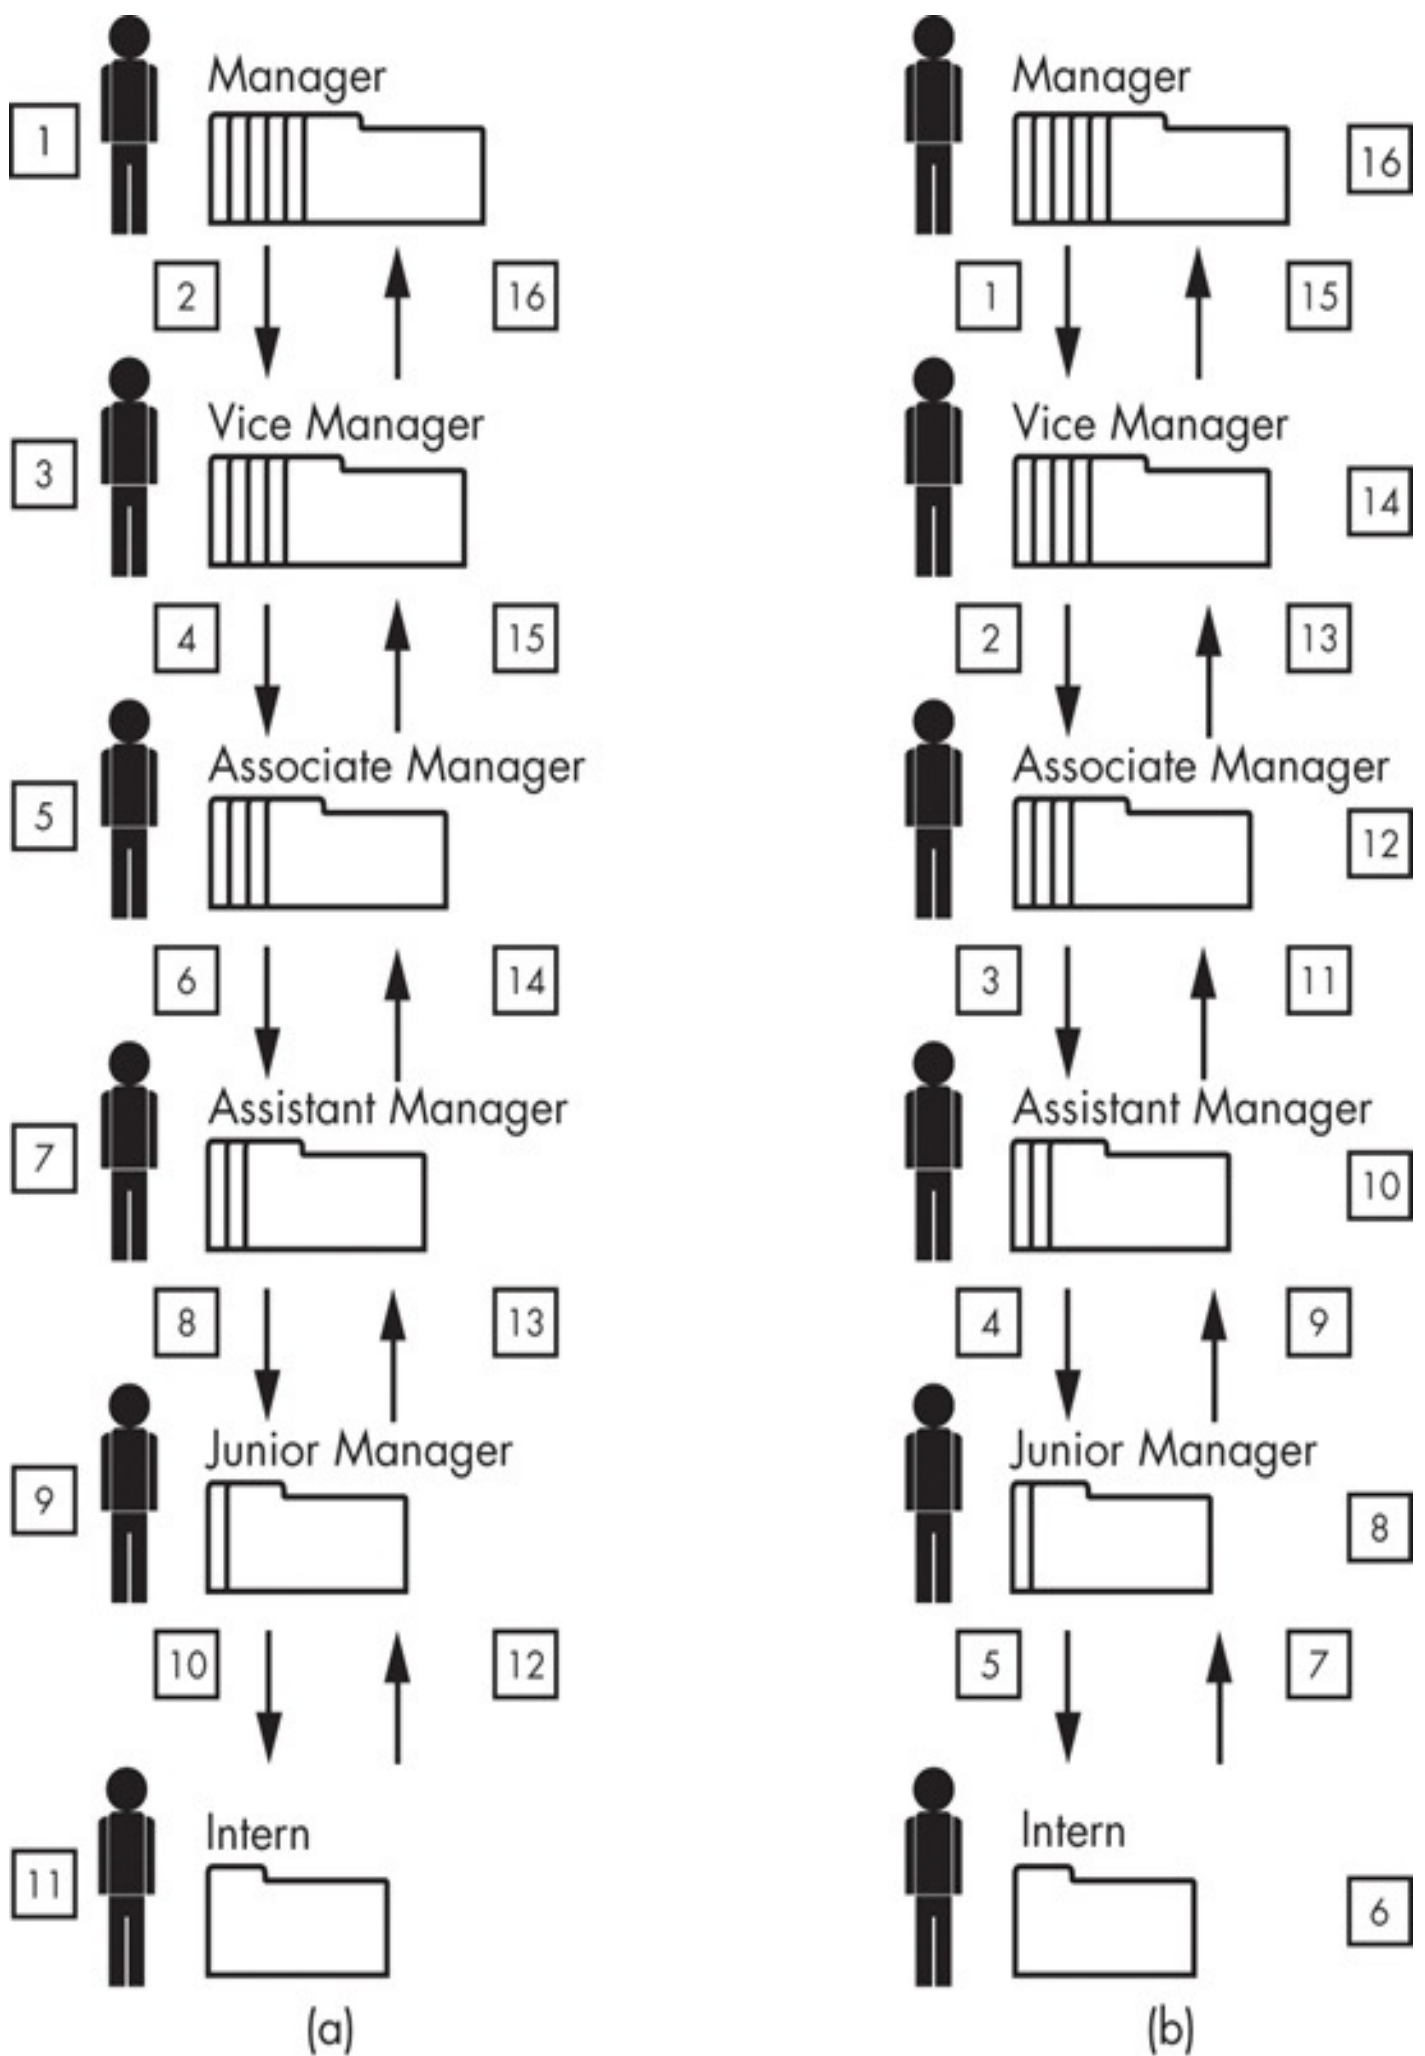 Manager
1
2
16
Vice Manager
3
4
15
Associate Manager
5
6
14
Assistant Manager
7
8
13
Junior Manager
9
10
12
Intern
11
(a)
Manager
16
1
15
Vice Manager
14
2
13
Associate Manager
12
3
11
Assistant Manager
10
4
9
Junior Manager
8
5
7
Intern
6
(b)